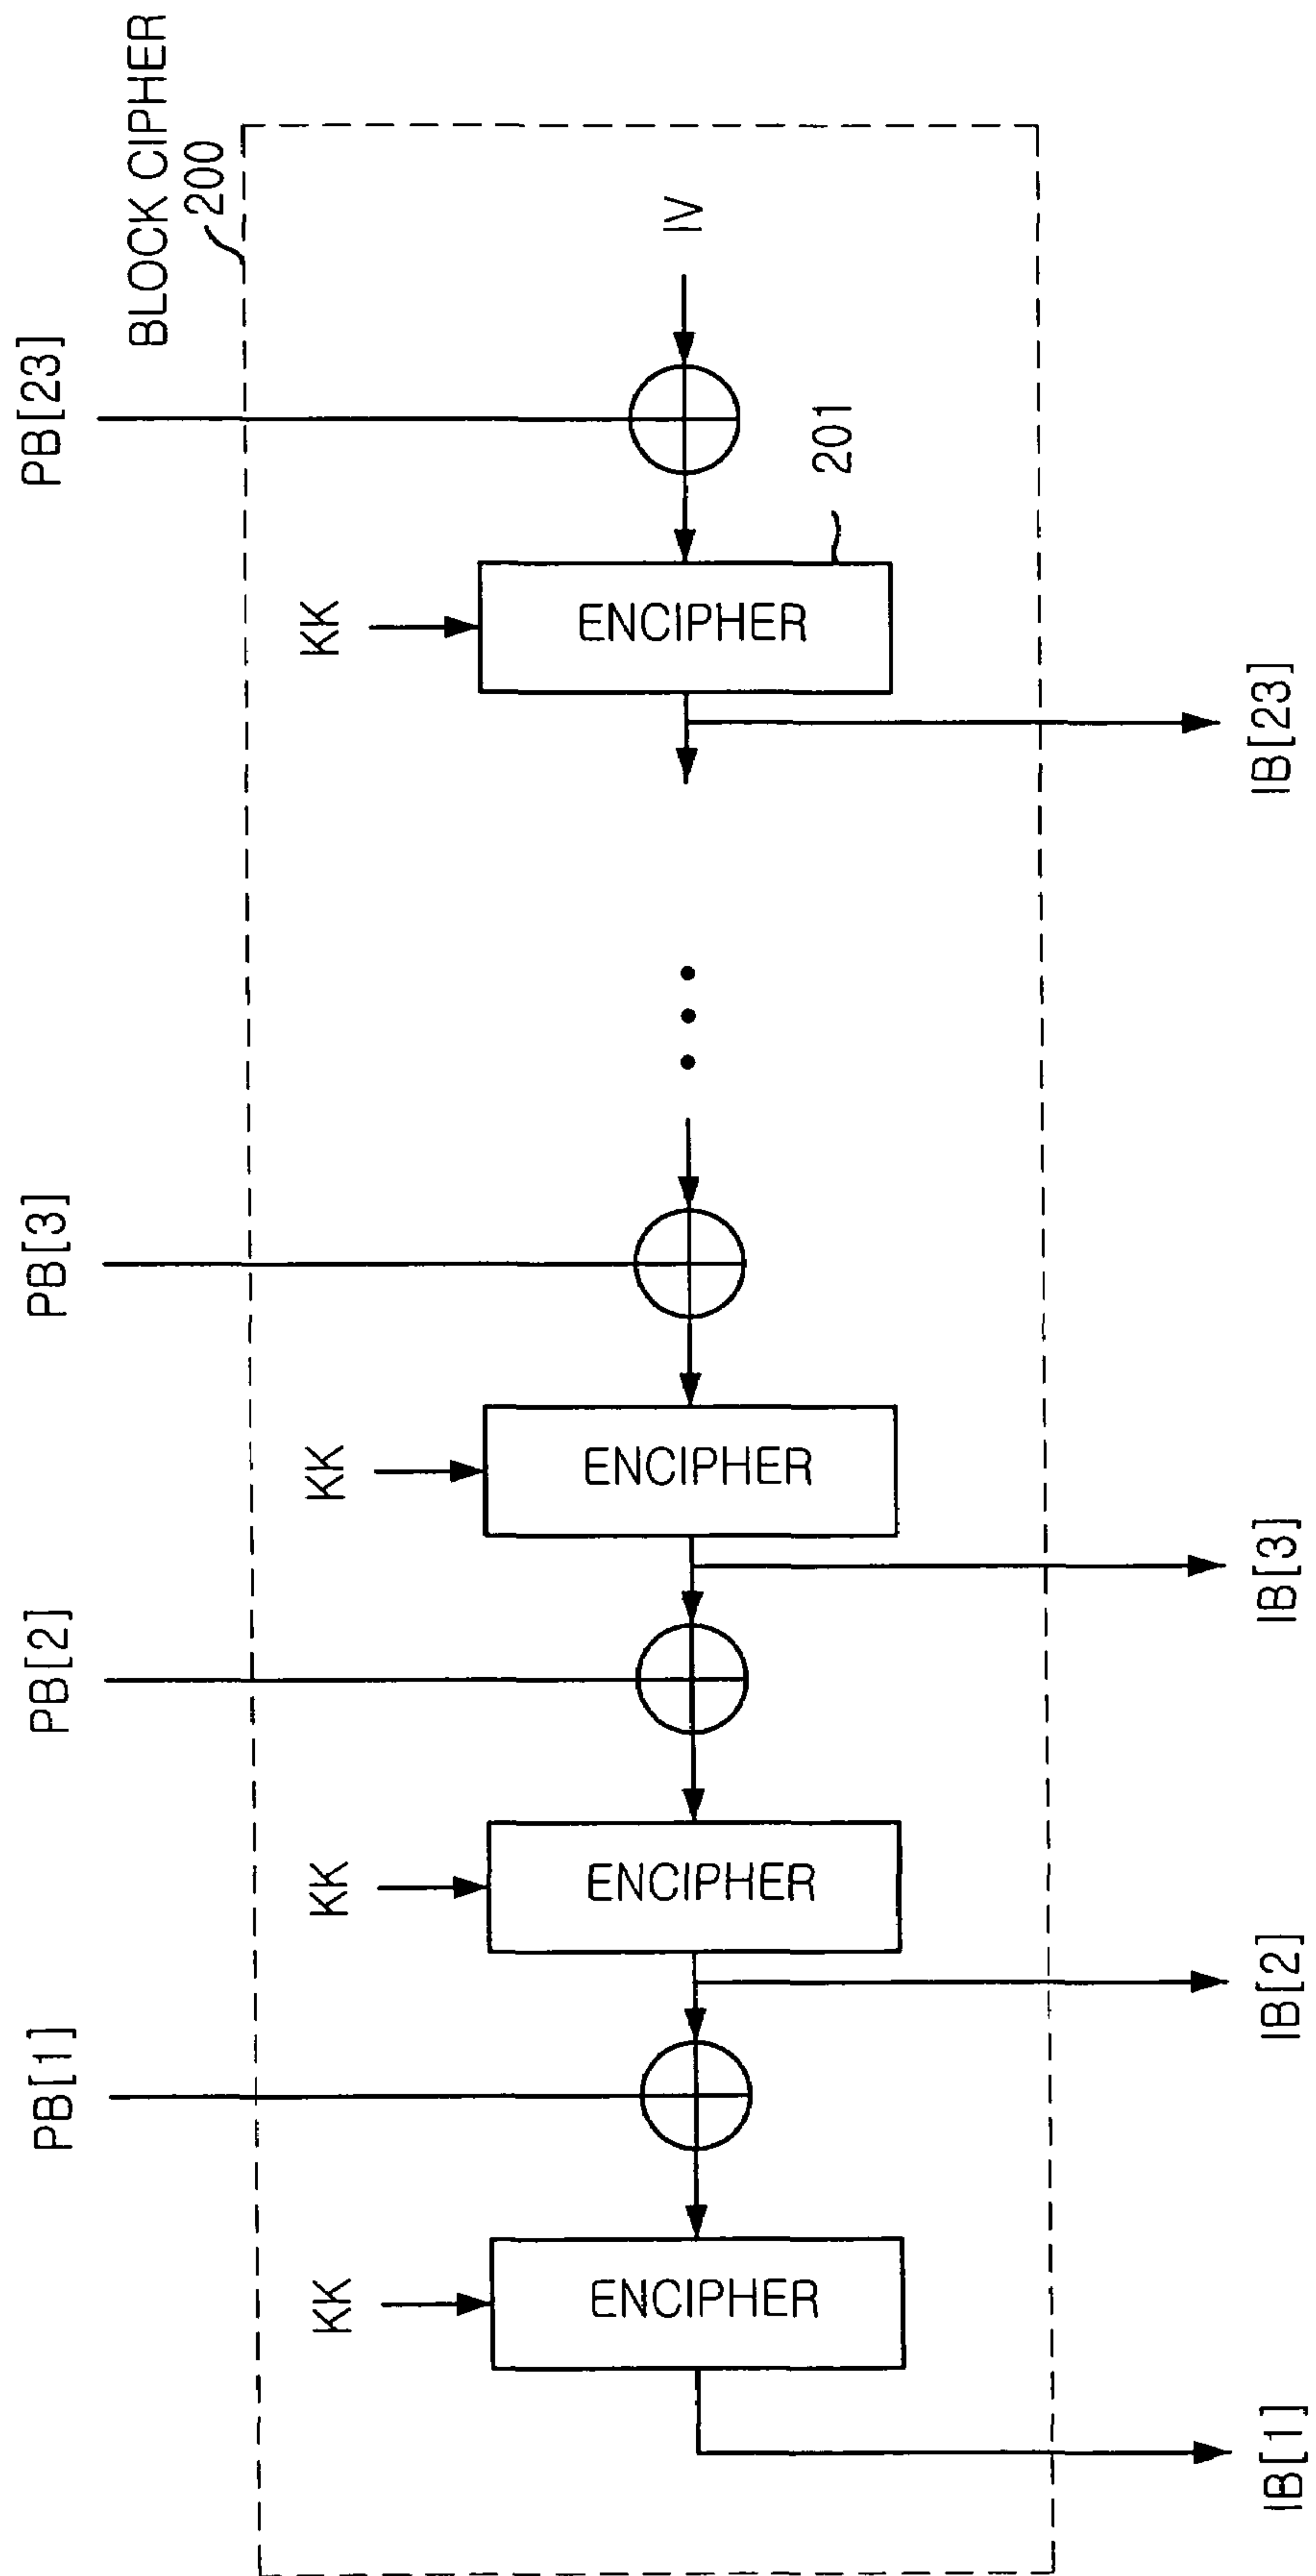 BLOCK CIPHER
200
PB[1]
PB[2]
PB[3]
PB[23]
KK
KK
KK
KK
ENCIPHER
ENCIPHER
ENCIPHER
ENCIPHER
IV
201
IB[1]
IB[2]
IB[3]
IB[23]